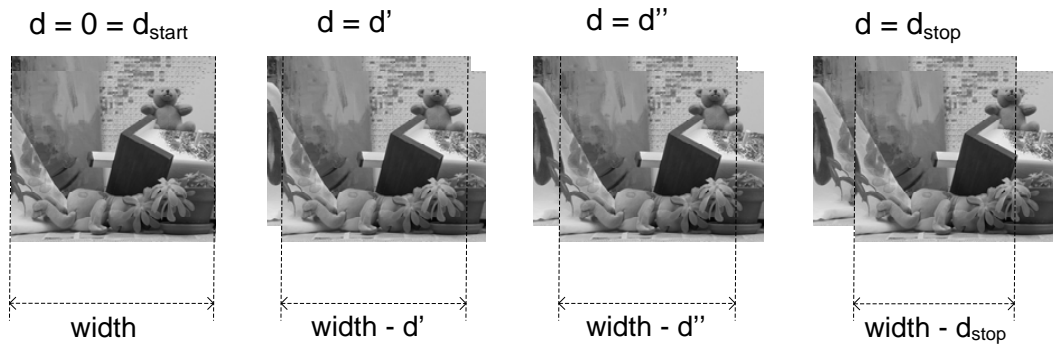 d = 0 = dstart
d = d'
d = d''
d = dstop
width
width - d'
width - d''
width - dstop